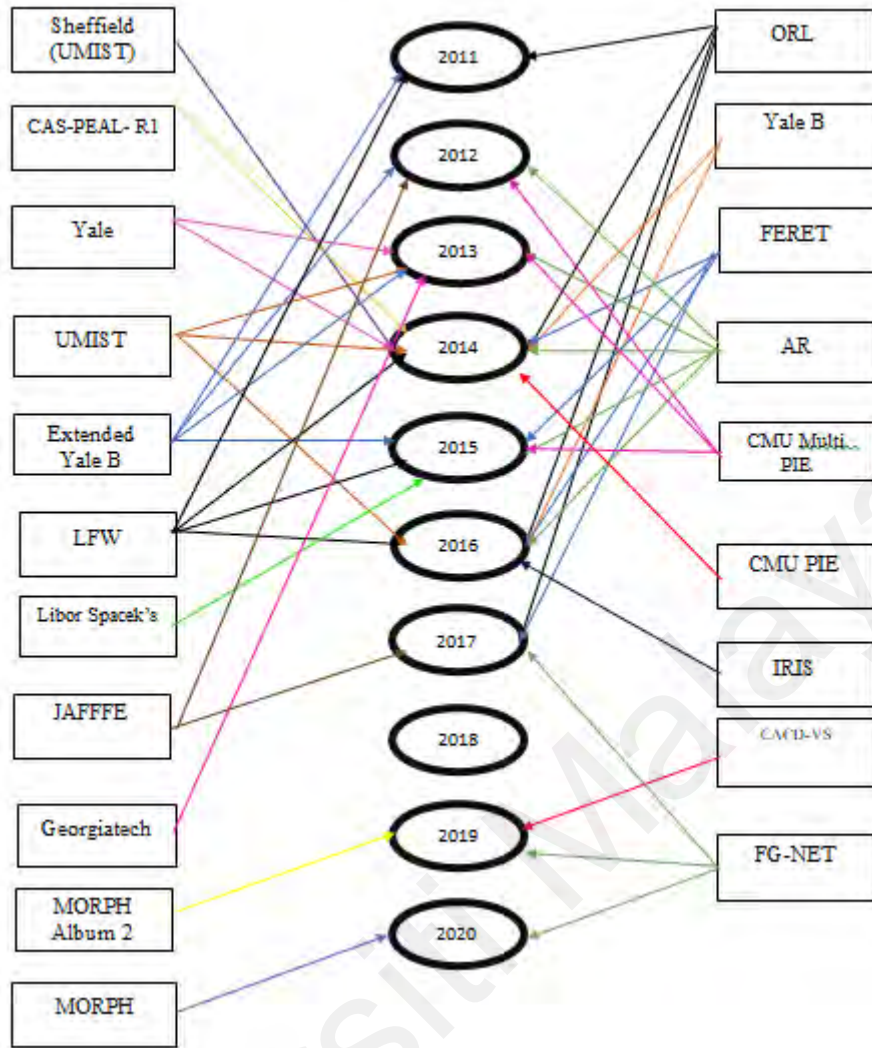 Sheffield
(UMIST)
CAS-PEAL- R1
Yale
UMIST
Extended
Yale B
LFW
Libor Spacek's
JAFFFE
Georgiatech
MORPH
Album 2
MORPH
2011
2012
2013
2014
2015
2016
2017
2018
2019
2020
ORL
Yale B
FERET
AR
CMU Multi -
PIE
CMU PIE
IRIS
CACD-VS
FG-NET